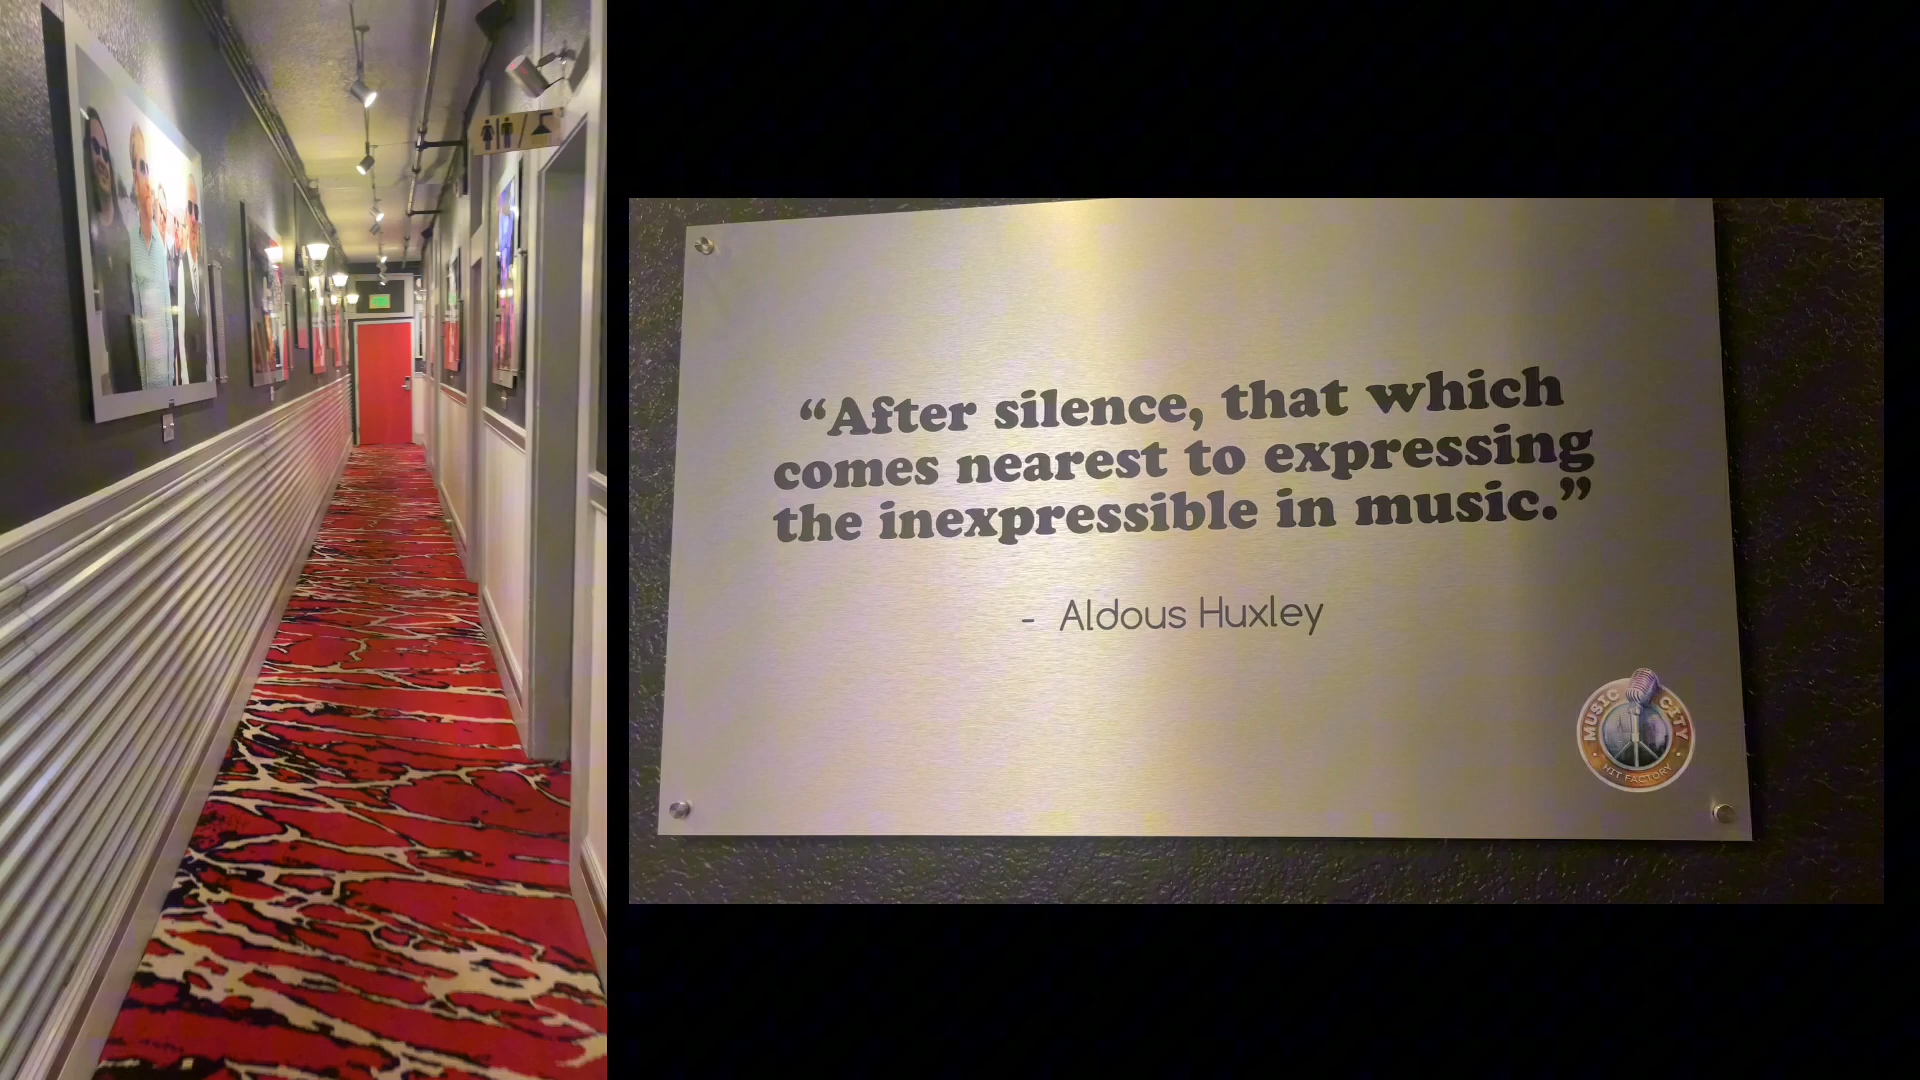 “After silence, that which
comes nearest to expressing
the inexpressible in music.”
- Aldous Huxley
MUSIC CITY
HIT FACTORY